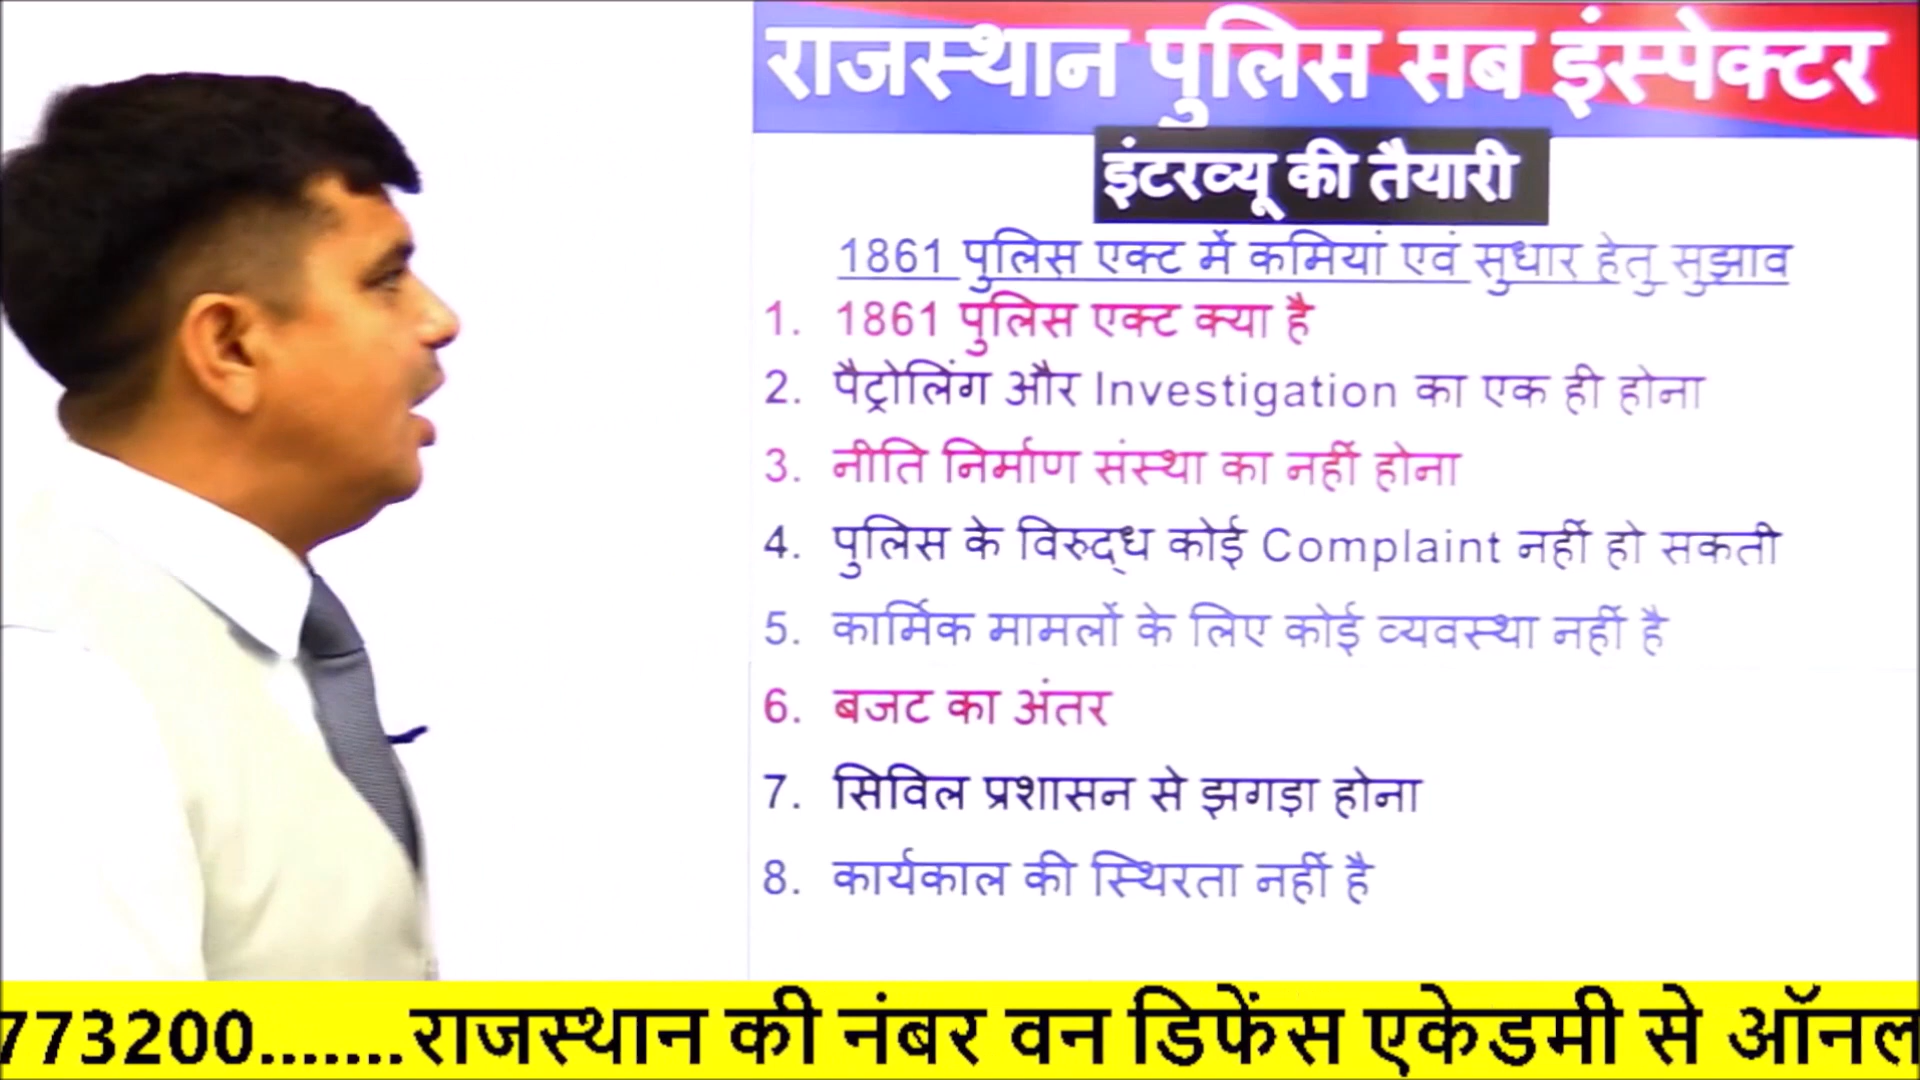 राजस्थान पुलिस सब इंस्पेक्टर
इंटरव्यू की तैयारी
1861 पुलिस एक्ट में कमियां एवं सुधार हेतु सुझाव
1. 1861 पुलिस एक्ट क्या है
2. पैट्रोलिंग और Investigation का एक ही होना
3. नीति निर्माण संस्था का नहीं होना
4. पुलिस के विरुद्ध कोई Complaint नहीं हो सकती
5. कार्मिक मामलों के लिए कोई व्यवस्था नहीं है
6. बजट का अंतर
7. सिविल प्रशासन से झगड़ा होना
8. कार्यकाल की स्थिरता नहीं है
773200.......राजस्थान की नंबर वन डिफेंस एकेडमी से ऑनल